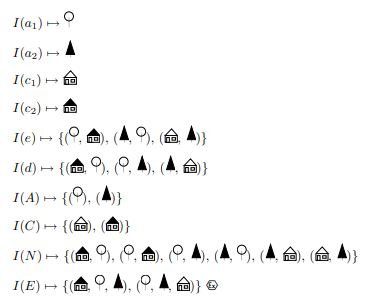 I(a₁) ↦
I(a₂) ↦
I(c₁) ↦
I(c₂) ↦
I(e) ↦ {( , ), ( , ), ( , )}
I(d) ↦ {( , ), ( , ), ( , )}
I(A) ↦ {( ), ( )}
I(C) ↦ {( ), ( )}
I(N) ↦ {( , ), ( , ), ( , ), ( , ), ( , ), ( , )}
I(E) ↦ {( , , ), ( , , )}